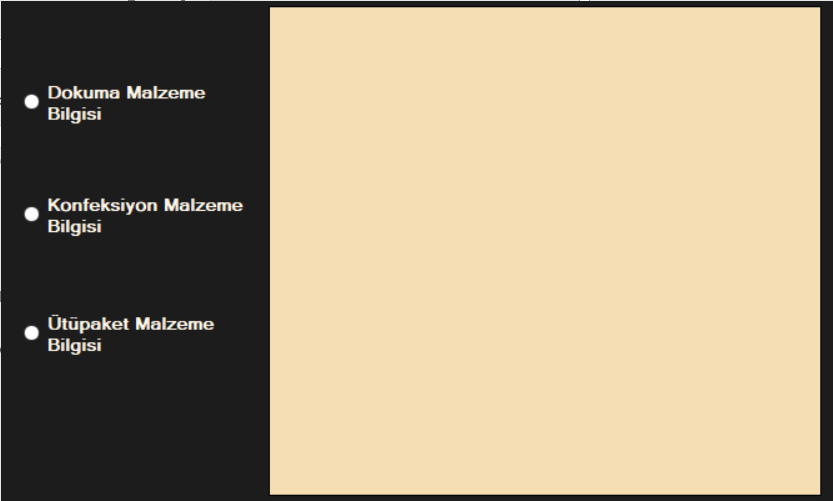 Dokuma Malzeme
Bilgisi
Konfeksiyon Malzeme
Bilgisi
Ütüpaket Malzeme
Bilgisi